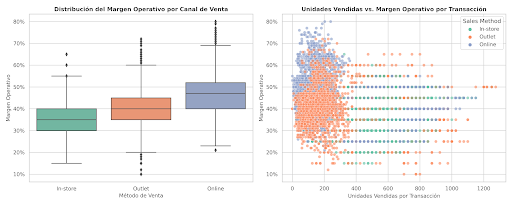 Distribución del Margen Operativo por Canal de Venta
80%
70%
60%
50%
40%
30%
20%
10%
Margen Operativo
In-store
Outlet
Online
Método de Venta
Unidades Vendidas vs. Margen Operativo por Transacción
80%
70%
60%
50%
40%
30%
20%
10%
Margen Operativo
Sales Method
In-store
Outlet
Online
0
200
400
600
800
1000
1200
Unidades Vendidas por Transacción